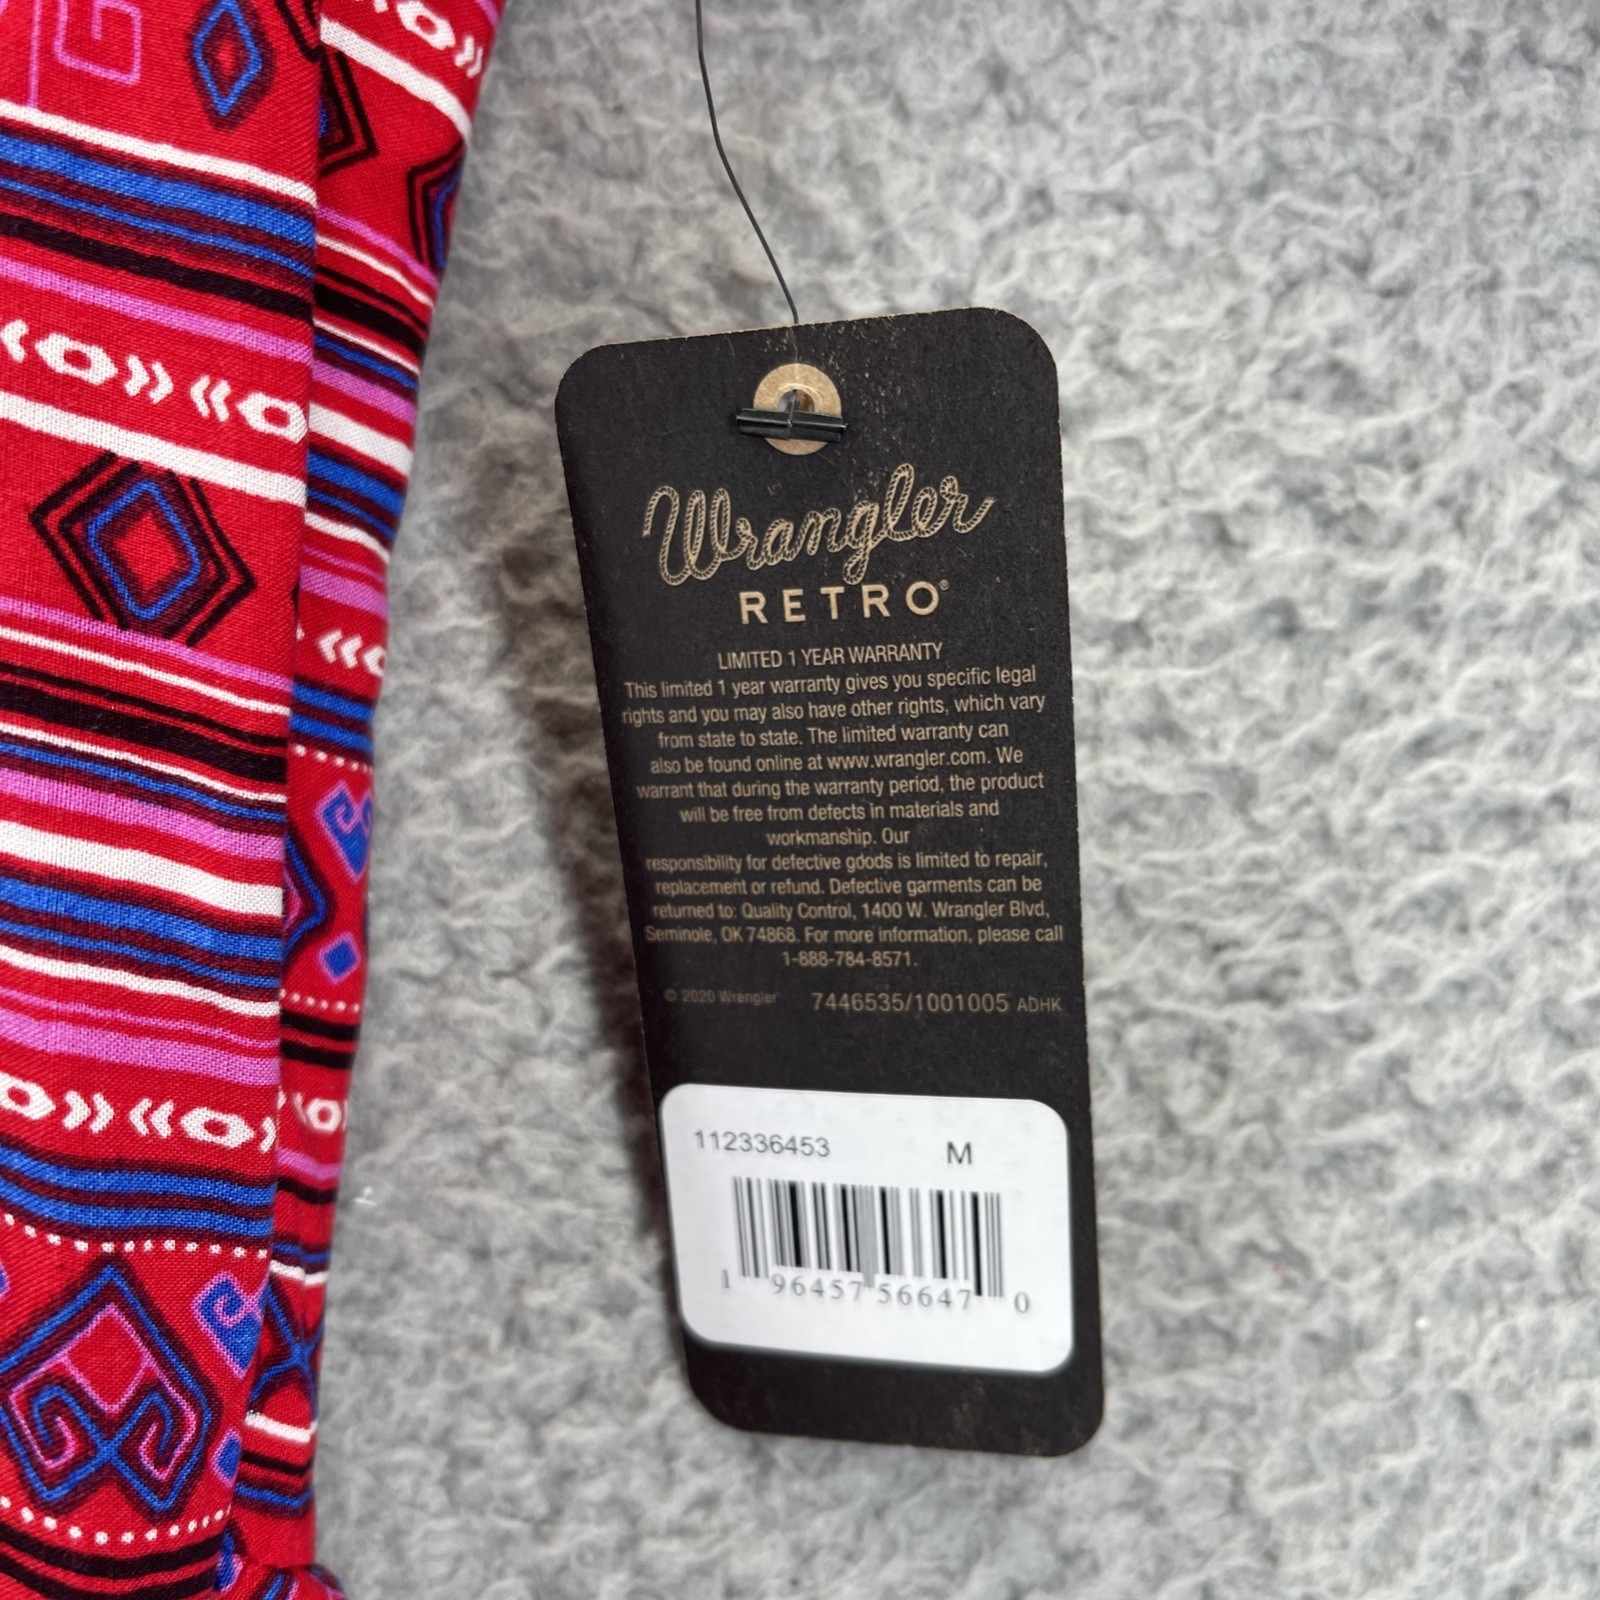 Wrangler
RETRO®
LIMITED 1 YEAR WARRANTY
This limited 1 year warranty gives you specific legal
rights and you may also have other rights, which vary
from state to state. The limited warranty can
also be found online at www.wrangler.com. We
warrant that during the warranty period, the product
will be free from defects in materials and
workmanship. Our
responsibility for defective goods is limited to repair,
replacement or refund. Defective garments can be
returned to: Quality Control, 1400 W. Wrangler Blvd,
Seminole, OK 74868. For more information, please call
1-888-784-8571.
© 2020 Wrangler 7446535/1001005 ADHK
112336453 M
1 96457 56647 0